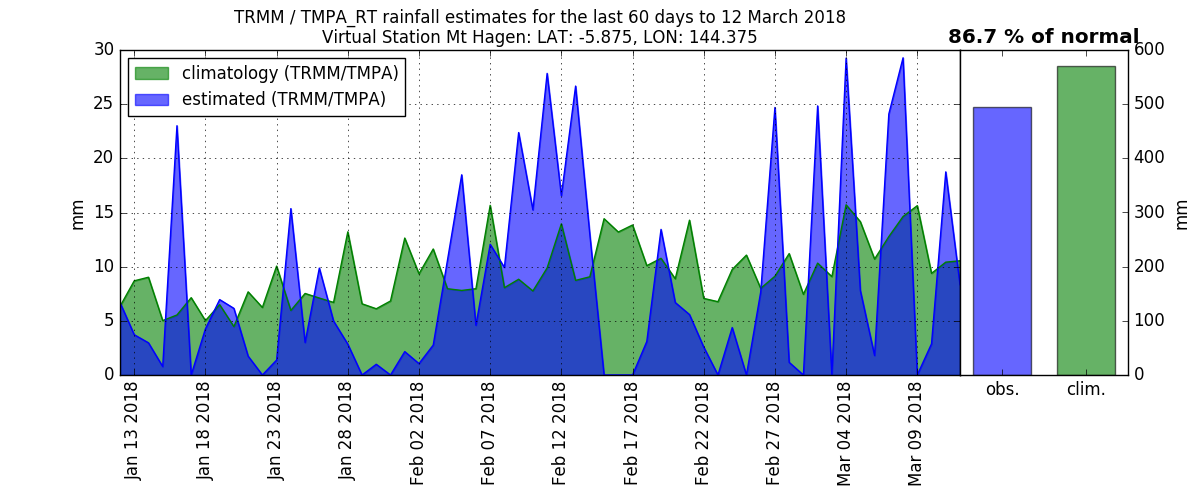 TRMM / TMPA_RT rainfall estimates for the last 60 days to 12 March 2018
Virtual Station Mt Hagen: LAT: -5.875, LON: 144.375
86.7 % of normal
climatology (TRMM/TMPA)
estimated (TRMM/TMPA)
30
25
20
15
10
5
0
mm
Jan 13 2018
Jan 18 2018
Jan 23 2018
Jan 28 2018
Feb 02 2018
Feb 07 2018
Feb 12 2018
Feb 17 2018
Feb 22 2018
Feb 27 2018
Mar 04 2018
Mar 09 2018
obs.
clim.
600
500
400
300
200
100
0
mm